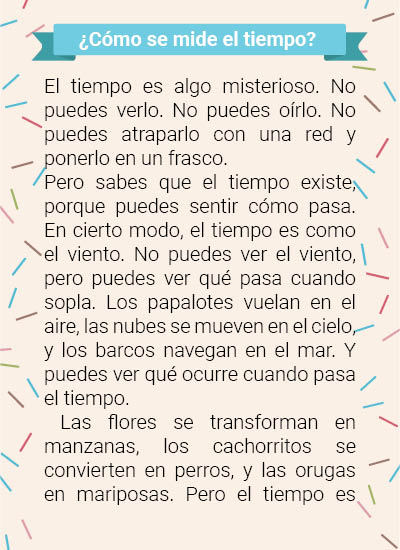 ¿Cómo se mide el tiempo?
El tiempo es algo misterioso. No
puedes verlo. No puedes oírlo. No
puedes atraparlo con una red y
ponerlo en un frasco.
Pero sabes que el tiempo existe,
porque puedes sentir cómo pasa.
En cierto modo, el tiempo es como
el viento. No puedes ver el viento,
pero puedes ver qué pasa cuando
sopla. Los papalotes vuelan en el
aire, las nubes se mueven en el cielo,
y los barcos navegan en el mar. Y
puedes ver qué ocurre cuando pasa
el tiempo.
Las flores se transforman en
manzanas, los cachorritos se
convierten en perros, y las orugas
en mariposas. Pero el tiempo es